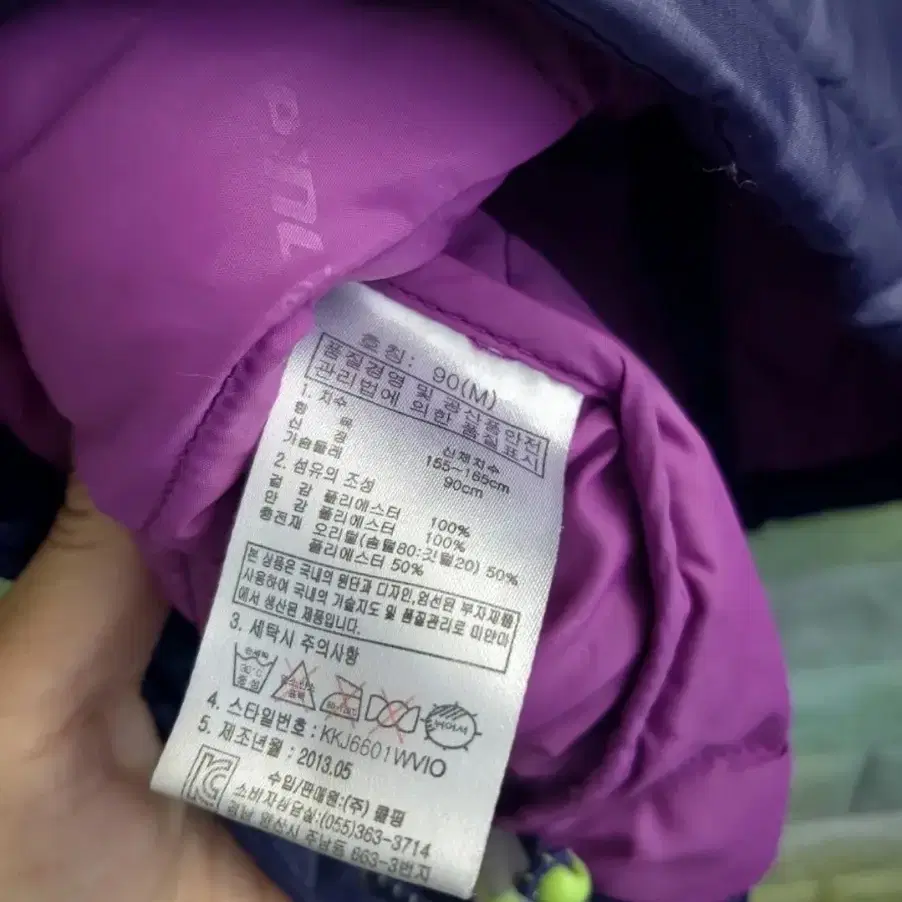 호칭: 90(M)
품질경영 및 공산품안전
관리법에 의한 품질표시
1. 치수
신체치수
신 장 155~165cm
가슴둘레 90cm
2. 섬유의 조성
겉 감 폴리에스터 100%
안 감 폴리에스터 100%
충전재 오리털(솜털80:깃털20) 50%
폴리에스터 50%
본 상품은 국내의 원단과 디자인,엄선된 부자재를
사용하여 국내의 기술지도 및 품질관리로 미얀마
에서 생산된 제품입니다.
3. 세탁시 주의사항
30℃
중성
4. 스타일번호 : KKJ6601WVIO
5. 제조년월 : 2013.05
수입/판매원:(주) 콜핑
소비자상담실:(055)363-3714
경남 양산시 주남동 663-3번지